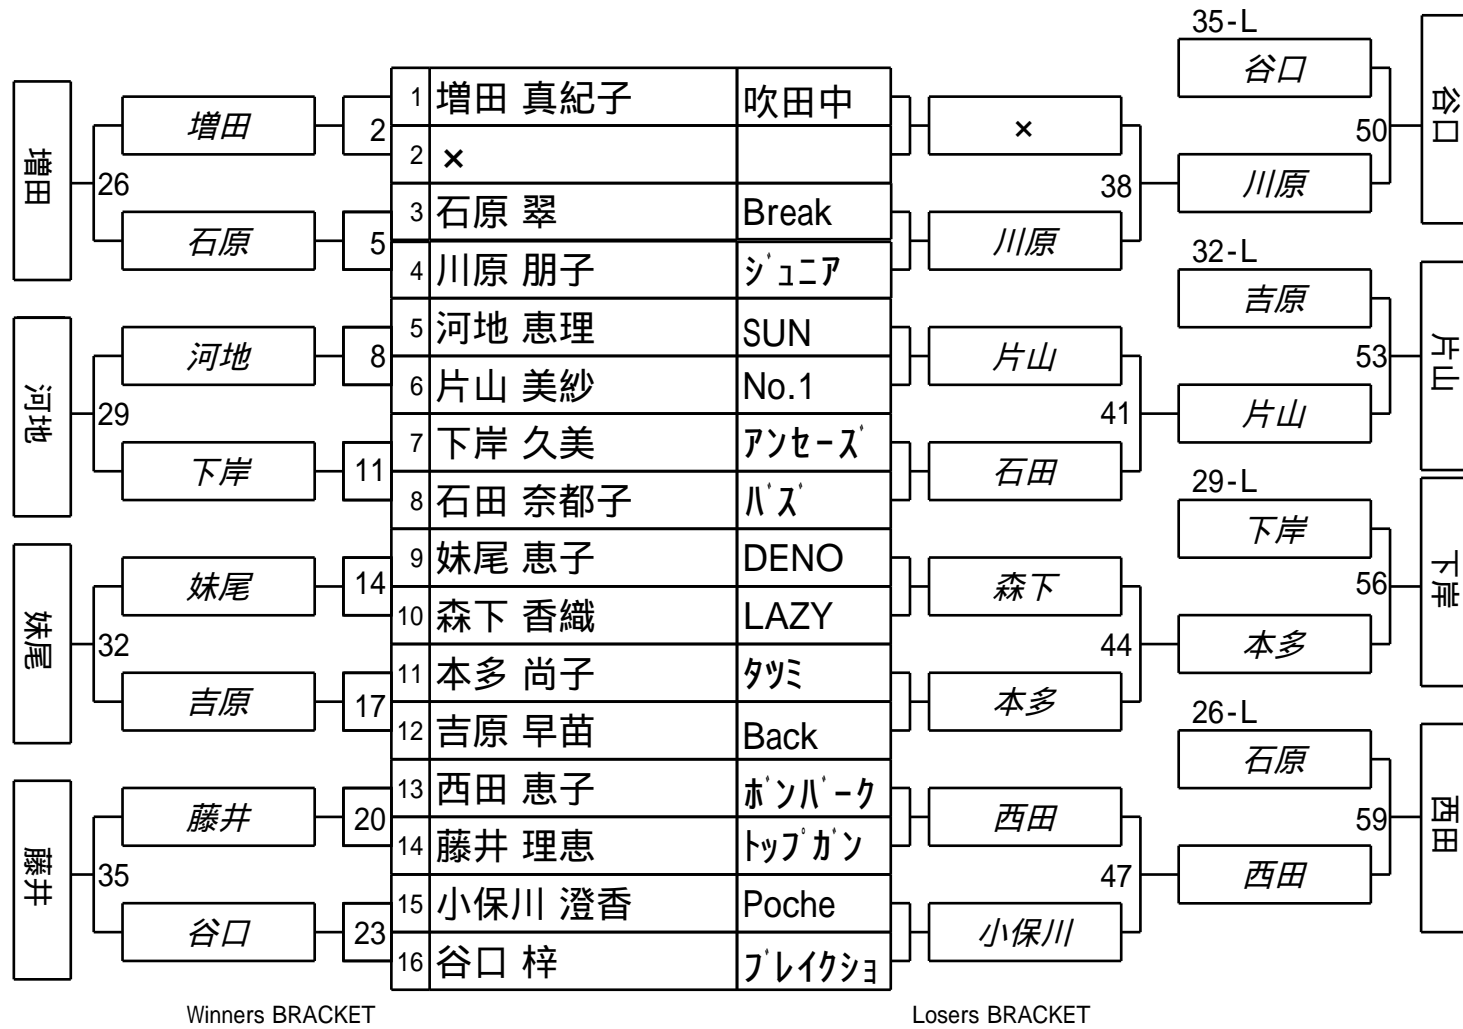 35-L
谷口
谷口
1 増田 真紀子 吹田中
増田
2
×
50
増田
2 ×
26
38
川原
3 石原 翠 Break
石原
5
川原
4 川原 朋子 ジュニア
32-L
吉原
片山
5 河地 恵理 SUN
河地
8
片山
53
6 片山 美紗 No.1
河地
29
41
片山
7 下岸 久美 アンセーズ
下岸
11
石田
29-L
8 石田 奈都子 バズ
下岸
下岸
9 妹尾 恵子 DENO
妹尾
14
森下
56
10 森下 香織 LAZY
妹尾
32
44
本多
11 本多 尚子 タツミ
吉原
17
本多
26-L
12 吉原 早苗 Back
石原
西田
13 西田 恵子 ボンバーク
藤井
20
西田
59
14 藤井 理恵 トップガン
藤井
35
47
西田
15 小保川 澄香 Poche
谷口
23
小保川
16 谷口 梓 ブレイクショ
Winners BRACKET
Losers BRACKET